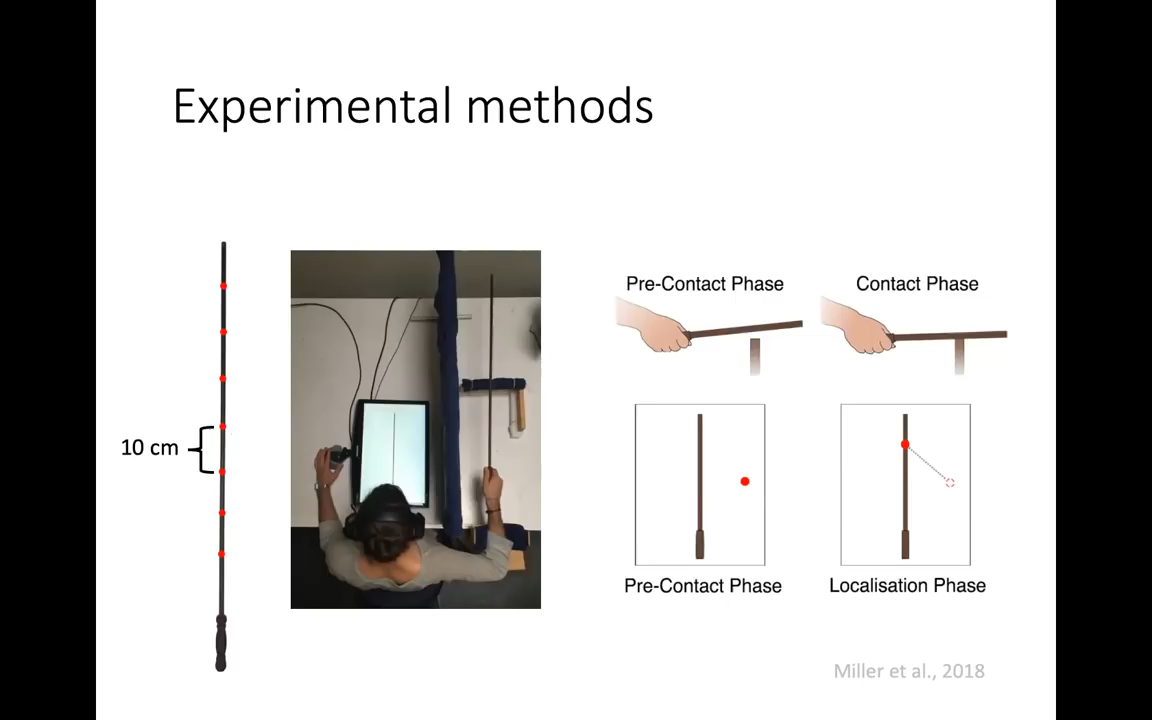 Experimental methods
10 cm
Pre-Contact Phase
Contact Phase
Pre-Contact Phase
Localisation Phase
Miller et al., 2018